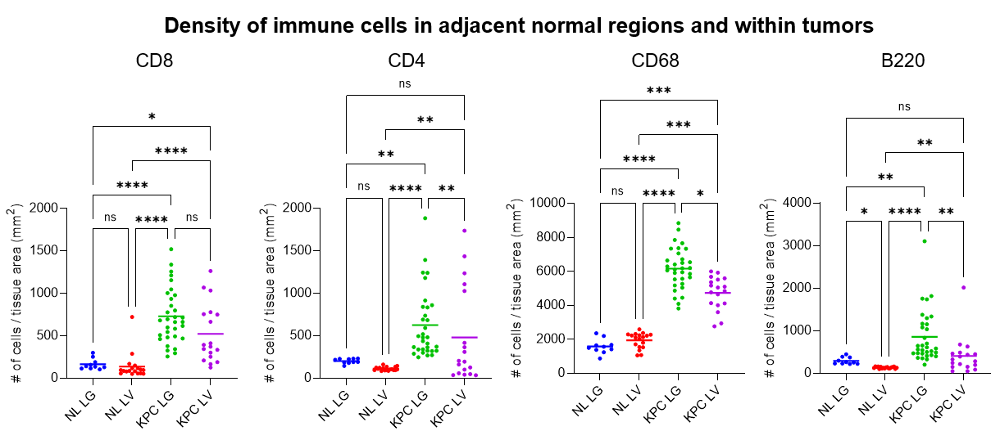 Density of immune cells in adjacent normal regions and within tumors
CD8
*
****
****
ns
****
ns
# of cells / tissue area (mm²)
2000
1500
1000
500
0
NL LG
NL LV
KPC LG
KPC LV
CD4
ns
**
**
ns
****
**
# of cells / tissue area (mm²)
2000
1500
1000
500
0
NL LG
NL LV
KPC LG
KPC LV
CD68
***
***
****
ns
****
*
# of cells / tissue area (mm²)
10000
8000
6000
4000
2000
0
NL LG
NL LV
KPC LG
KPC LV
B220
ns
**
**
*
****
**
# of cells / tissue area (mm²)
4000
3000
2000
1000
0
NL LG
NL LV
KPC LG
KPC LV